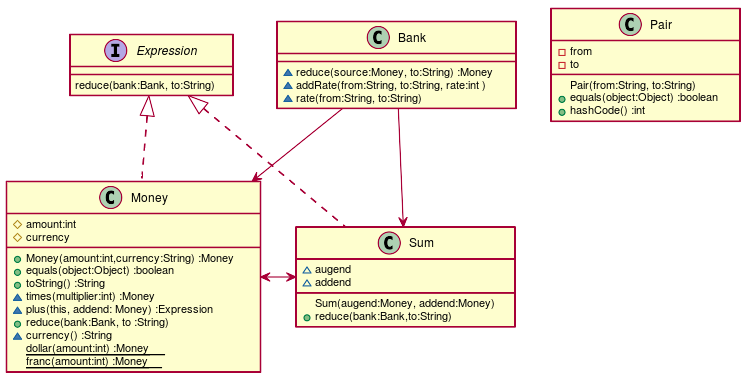 I Expression
reduce(bank:Bank, to:String)
C Bank
reduce(source:Money, to:String) :Money
addRate(from:String, to:String, rate:int )
rate(from:String, to:String)
C Pair
from
to
Pair(from:String, to:String)
equals(object:Object) :boolean
hashCode() :int
C Money
amount:int
currency
Money(amount:int,currency:String) :Money
equals(object:Object) :boolean
toString() :String
times(multiplier:int) :Money
plus(this, addend: Money) :Expression
reduce(bank:Bank, to :String)
currency() :String
dollar(amount:int) :Money
franc(amount:int) :Money
C Sum
augend
addend
Sum(augend:Money, addend:Money)
reduce(bank:Bank,to:String)